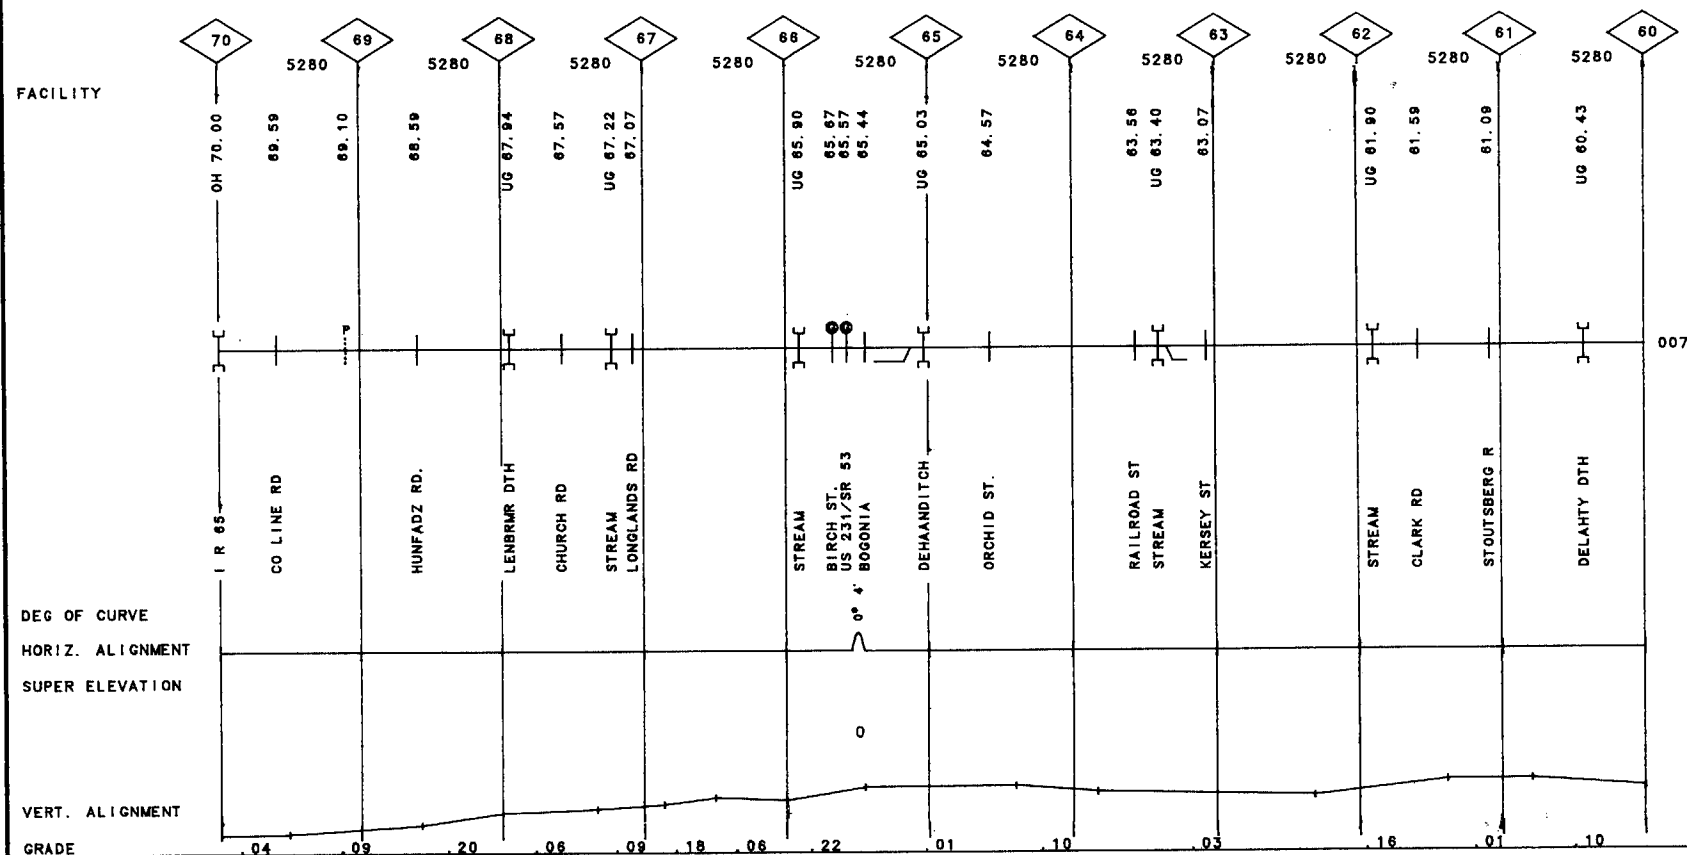 70 69 68 67 66 65 64 63 62 61 60
5280 5280 5280 5280 5280 5280 5280 5280 5280 5280
FACILITY
OH 70.00
69.59
69.10
68.59
UG 67.94
67.57
UG 67.22
67.07
UG 65.90
65.67
65.57
65.44
UG 65.03
64.57
63.56
UG 63.40
63.07
UG 61.90
61.59
61.09
UG 60.43
P
007
I R 65
CO LINE RD
HUNFADZ RD.
LENBRMR DTH
CHURCH RD
STREAM
LONGLANDS RD
STREAM
BIRCH ST.
US 231/SR 53
BOGONIA
DEHANDITCH
ORCHID ST.
RAILROAD ST
STREAM
KERSEY ST
STREAM
CLARK RD
STOUTSBERG R
DELAHTY DTH
DEG OF CURVE 0° 4'
HORIZ. ALIGNMENT
SUPER ELEVATION
0
VERT. ALIGNMENT
GRADE .04 .09 .20 .06 .09 .18 .06 .22 .01 .10 .03 .16 .01 .10